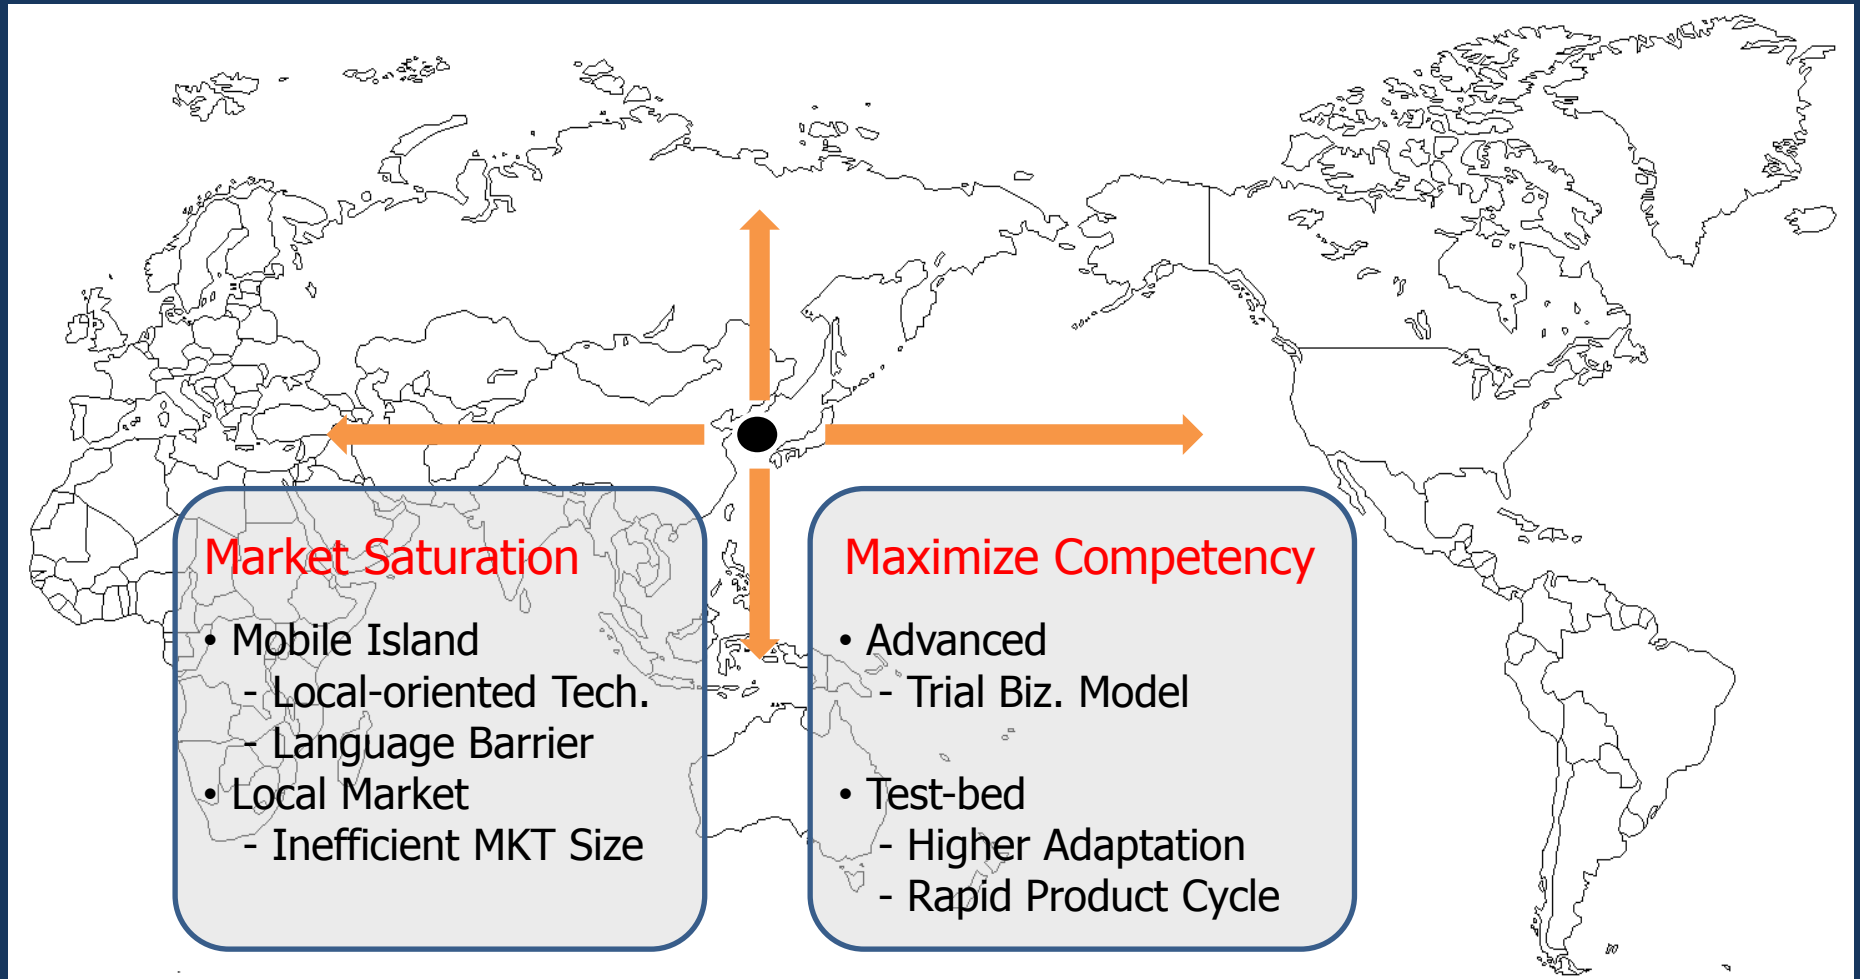 Market Saturation
• Mobile Island
- Local-oriented Tech.
- Language Barrier
• Local Market
- Inefficient MKT Size
Maximize Competency
• Advanced
- Trial Biz. Model
• Test-bed
- Higher Adaptation
- Rapid Product Cycle